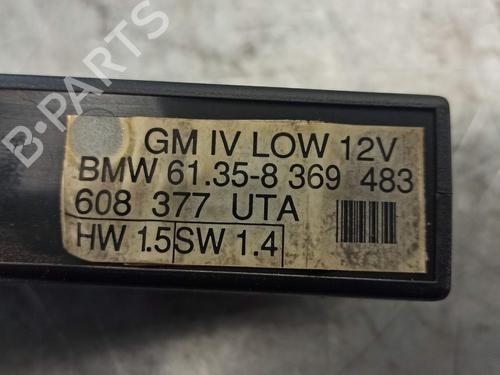 B-PARTS
GM IV LOW 12V
BMW 61.35-8 369 483
608 377 UTA
HW 1.5 SW 1.4